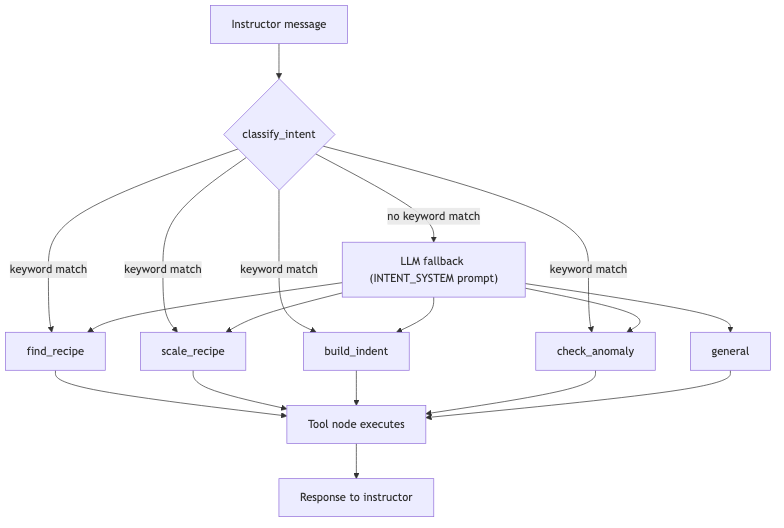 Instructor message
classify_intent
no keyword match
LLM fallback
(INTENT_SYSTEM prompt)
keyword match
keyword match
keyword match
keyword match
find_recipe
scale_recipe
build_indent
check_anomaly
general
Tool node executes
Response to instructor